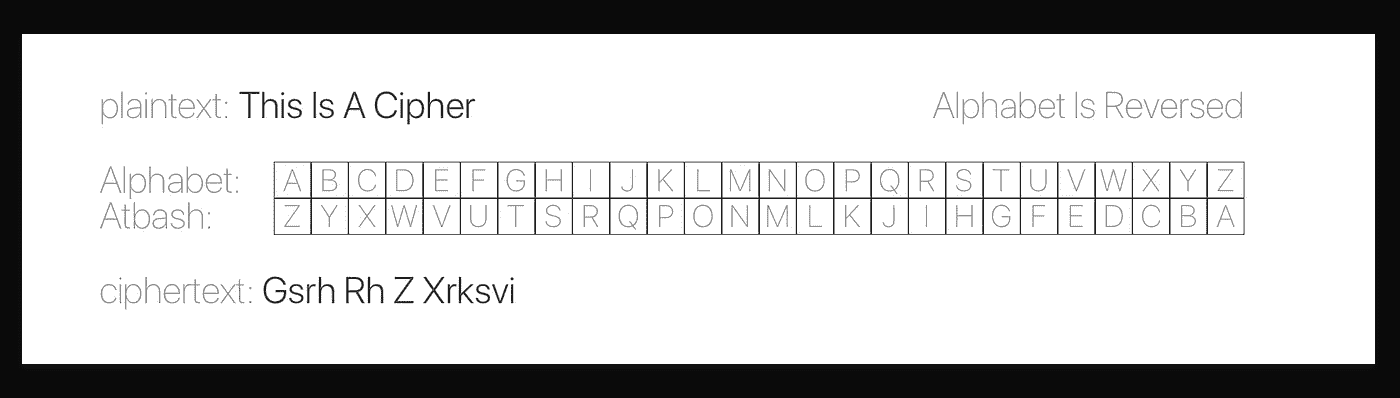 plaintext: This Is A Cipher
Alphabet Is Reversed
Alphabet: A B C D E F G H I J K L M N O P Q R S T U V W X Y Z
Atbash: Z Y X W V U T S R Q P O N M L K J I H G F E D C B A
ciphertext: Gsrh Rh Z Xrksvi